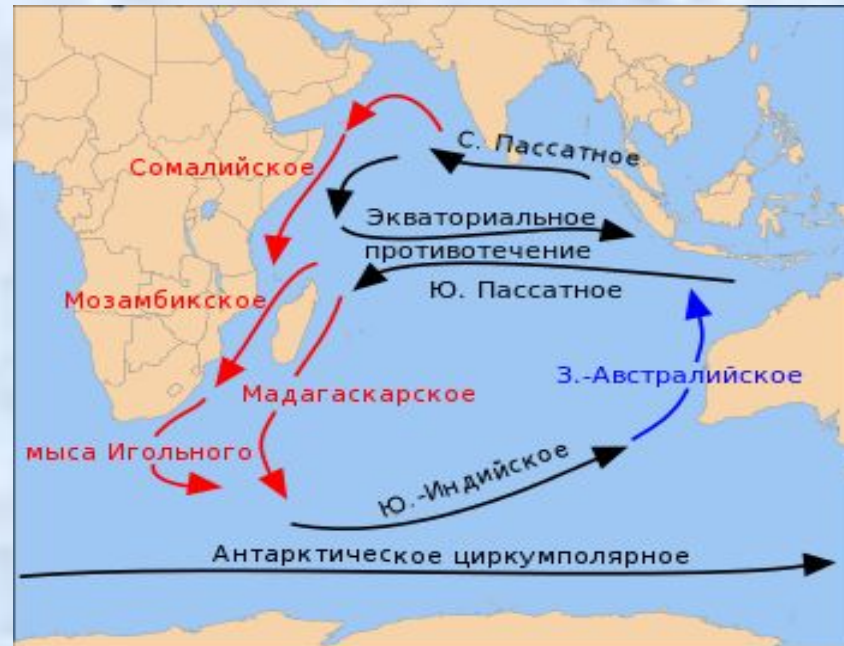 С. Пассатное
Сомалийское
Экваториальное
противотечение
Мозамбикское
Ю. Пассатное
З.-Австралийское
Мадагаскарское
мыса Игольного
Ю.-Индийское
Антарктическое циркумполярное